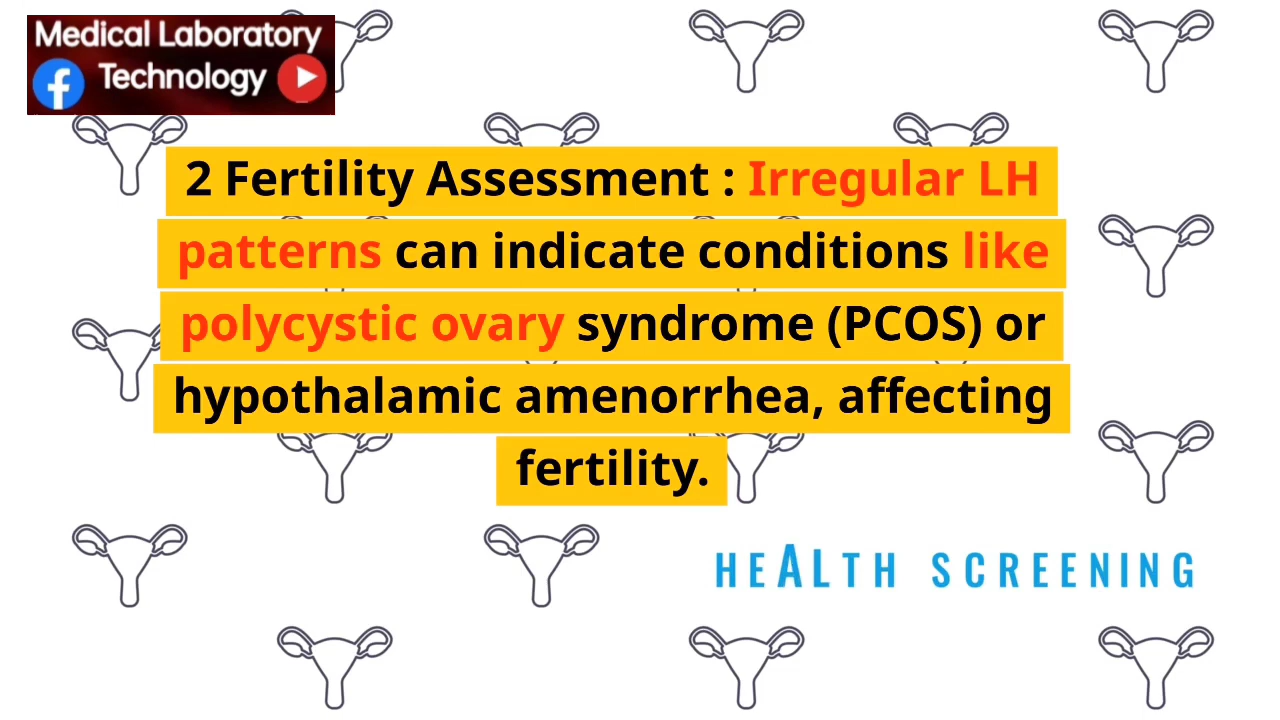 Medical Laboratory
Technology
2 Fertility Assessment : Irregular LH
patterns can indicate conditions like
polycystic ovary syndrome (PCOS) or
hypothalamic amenorrhea, affecting
fertility.
HEALTH SCREENING